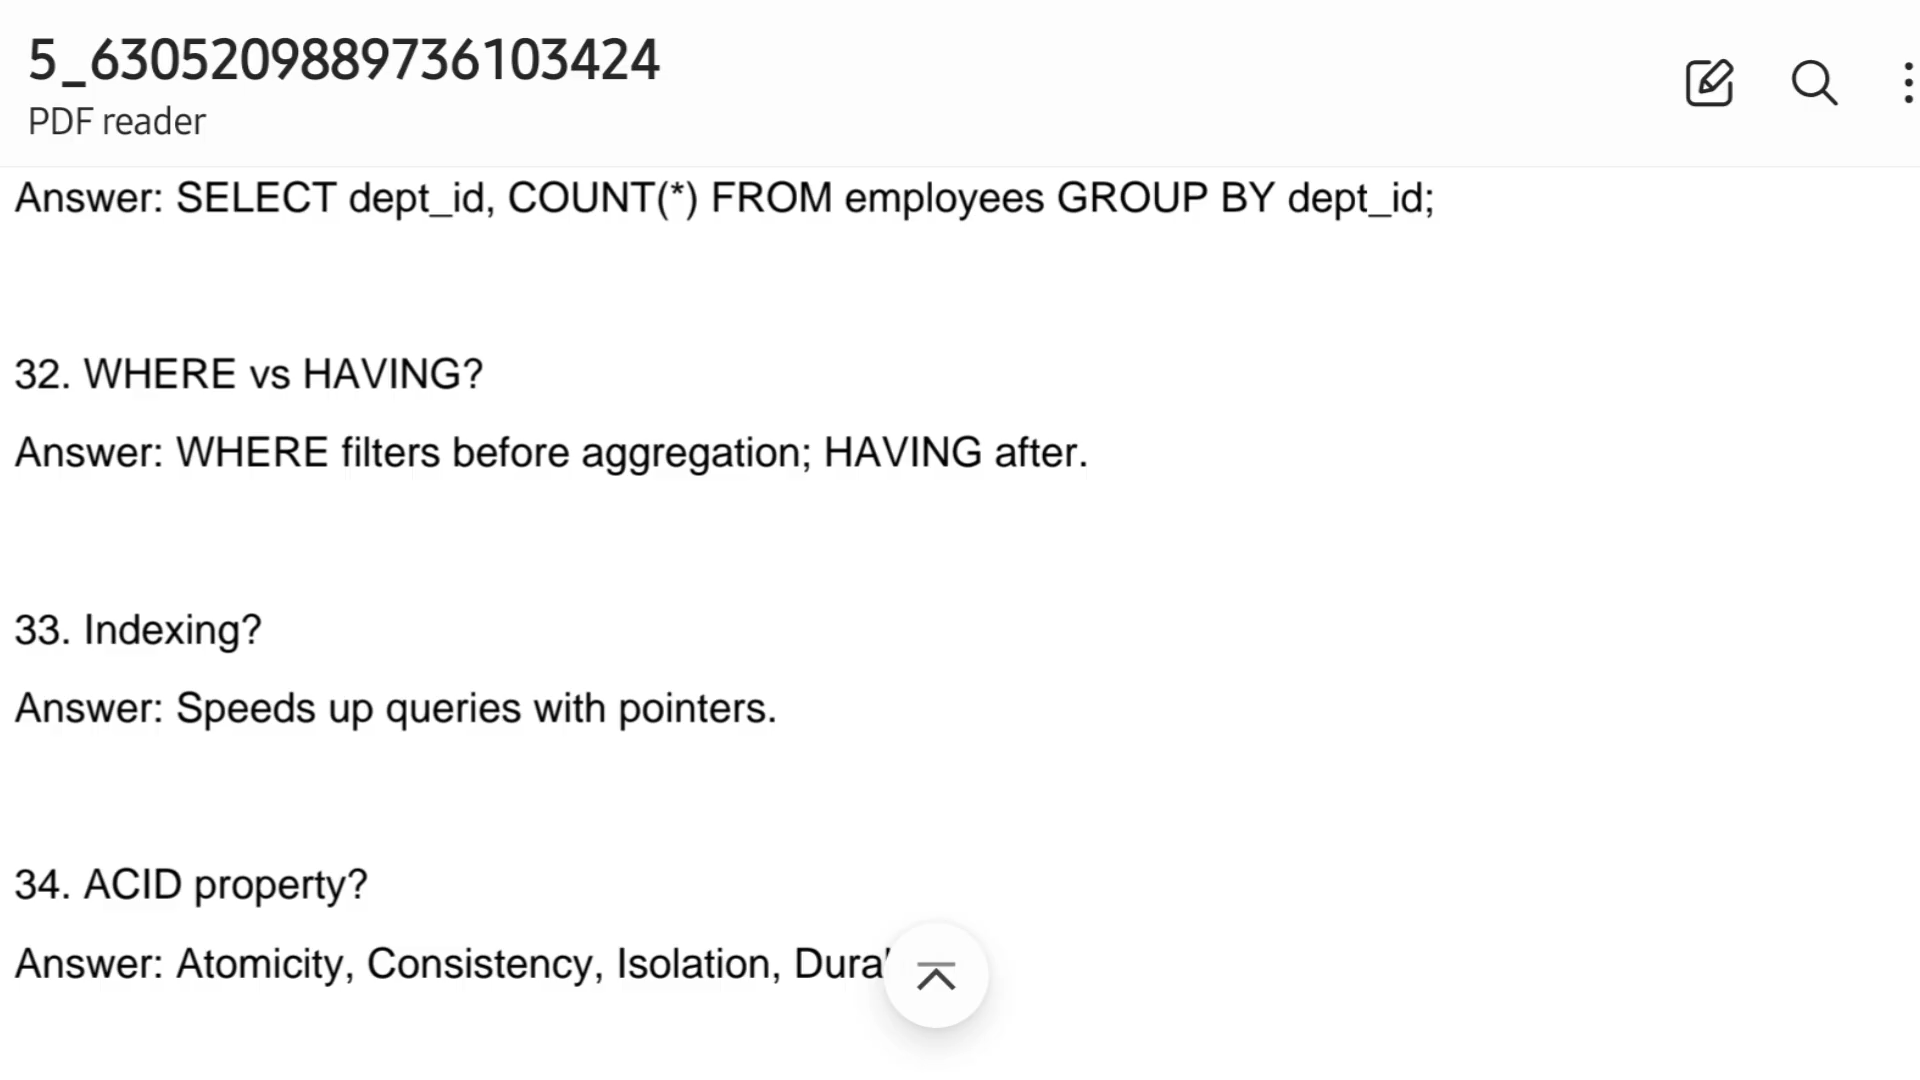 5_6305209889736103424
PDF reader
Answer: SELECT dept_id, COUNT(*) FROM employees GROUP BY dept_id;
32. WHERE vs HAVING?
Answer: WHERE filters before aggregation; HAVING after.
33. Indexing?
Answer: Speeds up queries with pointers.
34. ACID property?
Answer: Atomicity, Consistency, Isolation,